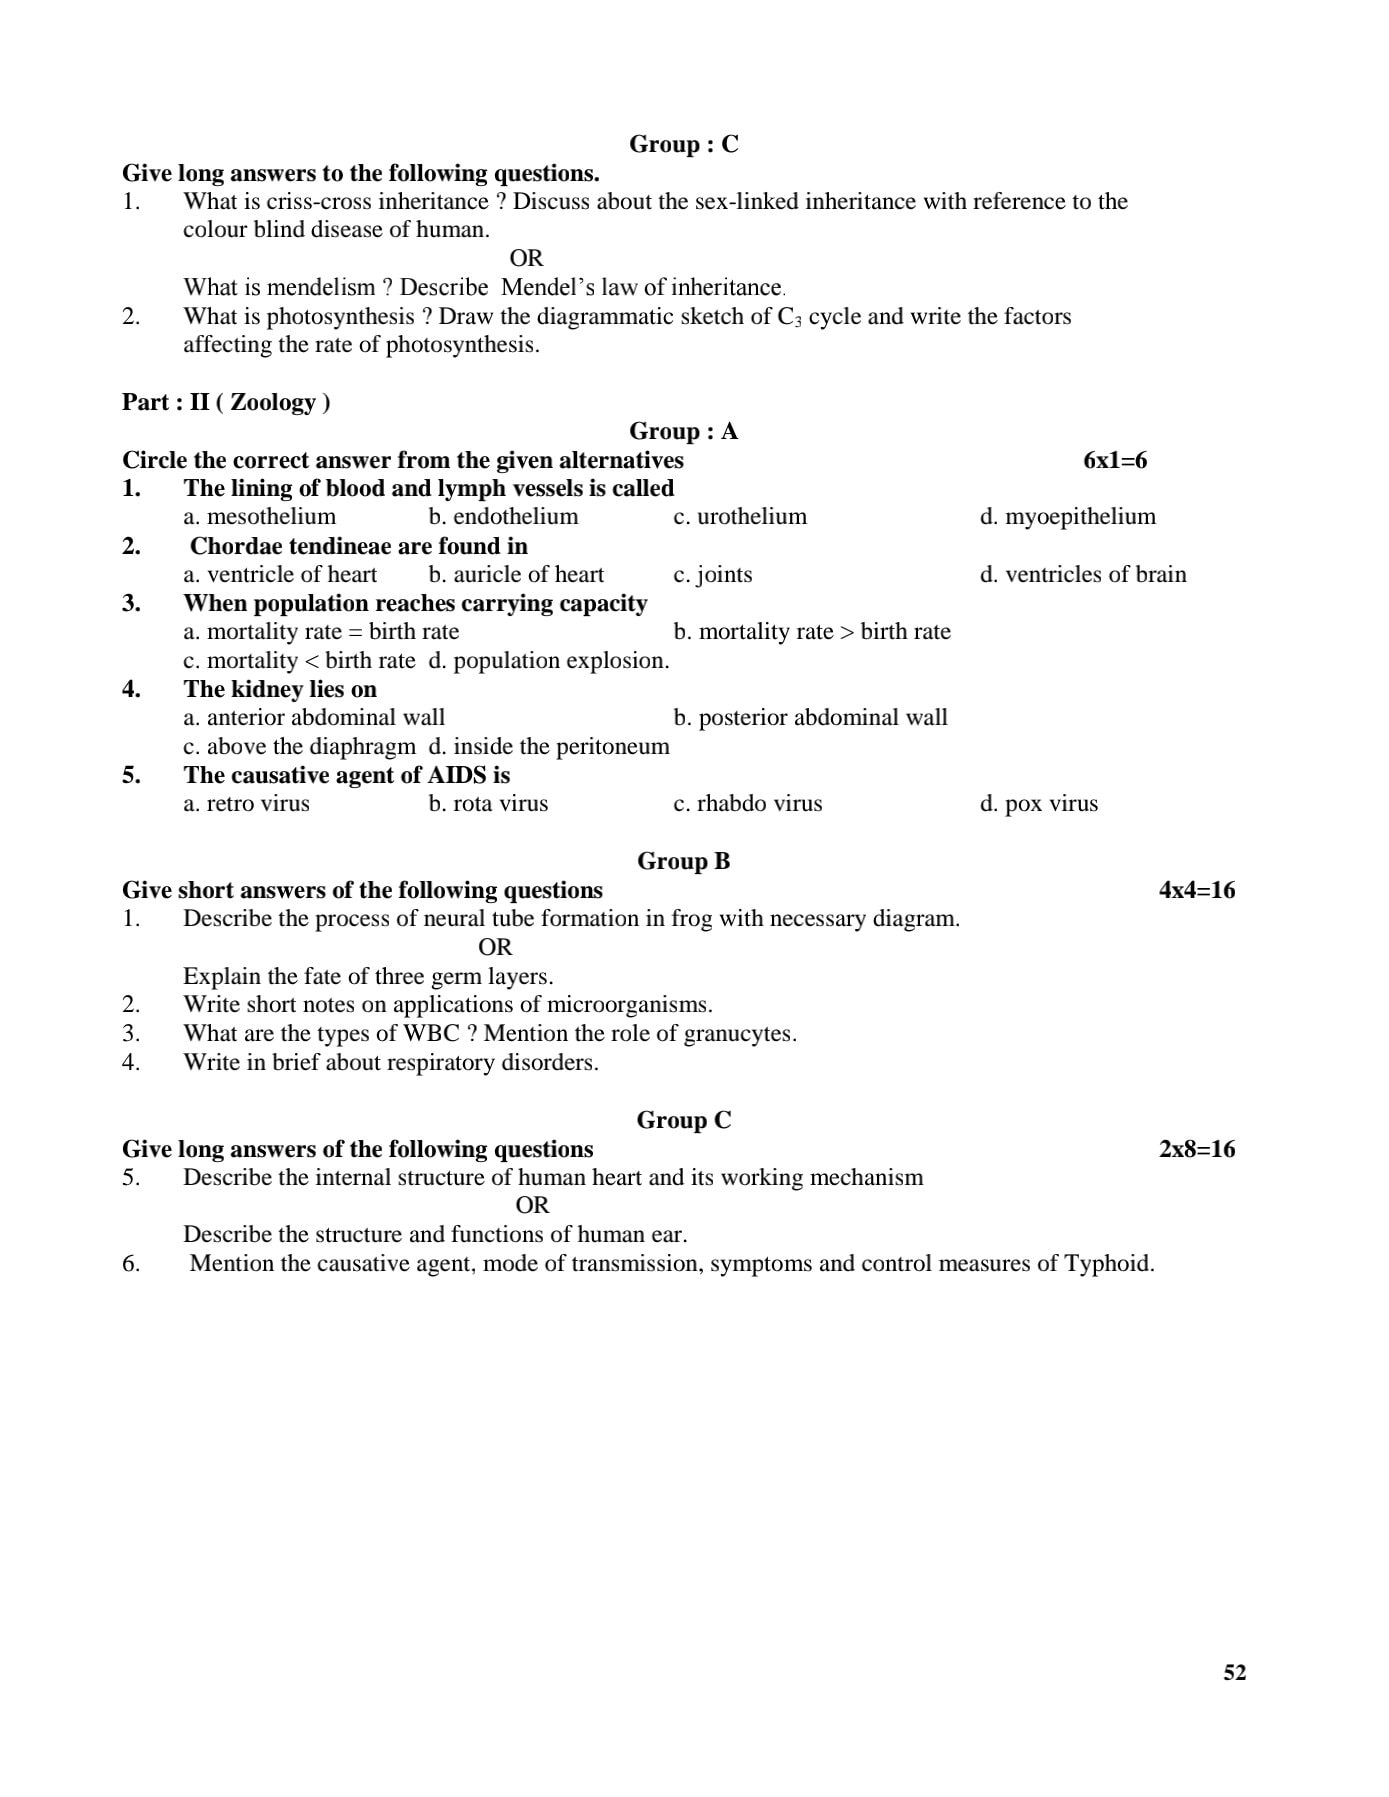 Group : C
Give long answers to the following questions.
1. What is criss-cross inheritance ? Discuss about the sex-linked inheritance with reference to the
colour blind disease of human.
OR
What is mendelism ? Describe Mendel’s law of inheritance.
2. What is photosynthesis ? Draw the diagrammatic sketch of C₃ cycle and write the factors
affecting the rate of photosynthesis.
Part : II ( Zoology )
Group : A
Circle the correct answer from the given alternatives 6x1=6
1. The lining of blood and lymph vessels is called
a. mesothelium b. endothelium c. urothelium d. myoepithelium
2. Chordae tendineae are found in
a. ventricle of heart b. auricle of heart c. joints d. ventricles of brain
3. When population reaches carrying capacity
a. mortality rate = birth rate b. mortality rate > birth rate
c. mortality < birth rate d. population explosion.
4. The kidney lies on
a. anterior abdominal wall b. posterior abdominal wall
c. above the diaphragm d. inside the peritoneum
5. The causative agent of AIDS is
a. retro virus b. rota virus c. rhabdo virus d. pox virus
Group B
Give short answers of the following questions 4x4=16
1. Describe the process of neural tube formation in frog with necessary diagram.
OR
Explain the fate of three germ layers.
2. Write short notes on applications of microorganisms.
3. What are the types of WBC ? Mention the role of granucytes.
4. Write in brief about respiratory disorders.
Group C
Give long answers of the following questions 2x8=16
5. Describe the internal structure of human heart and its working mechanism
OR
Describe the structure and functions of human ear.
6. Mention the causative agent, mode of transmission, symptoms and control measures of Typhoid.
52